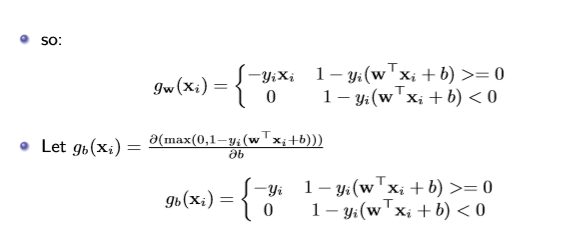 so:
g_w(x_i) = { −y_i x_i   1 − y_i(w^⊤ x_i + b) >= 0
0   1 − y_i(w^⊤ x_i + b) < 0
Let g_b(x_i) = ∂(max(0,1−y_i(w^⊤ x_i+b))) / ∂b
g_b(x_i) = { −y_i   1 − y_i(w^⊤ x_i + b) >= 0
0   1 − y_i(w^⊤ x_i + b) < 0